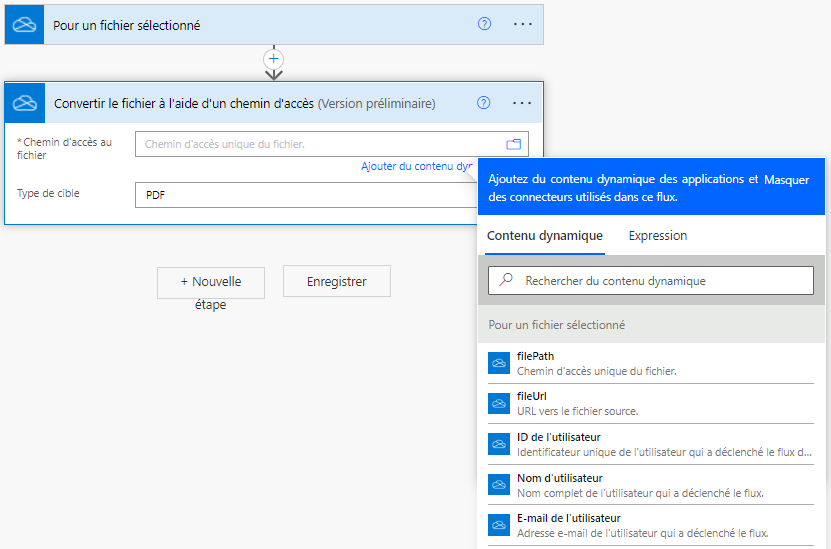 Pour un fichier sélectionné
Convertir le fichier à l'aide d'un chemin d'accès (Version préliminaire)
*Chemin d'accès au
fichier
Chemin d'accès unique du fichier.
Ajouter du contenu dyn
Type de cible
PDF
+ Nouvelle
étape
Enregistrer
Ajoutez du contenu dynamique des applications et Masquer
des connecteurs utilisés dans ce flux.
Contenu dynamique Expression
Rechercher du contenu dynamique
Pour un fichier sélectionné
filePath
Chemin d'accès unique du fichier.
fileUrl
URL vers le fichier source.
ID de l'utilisateur
Identificateur unique de l'utilisateur qui a déclenché le flux d...
Nom d'utilisateur
Nom complet de l'utilisateur qui a déclenché le flux.
E-mail de l'utilisateur
Adresse e-mail de l'utilisateur qui a déclenché le flux.